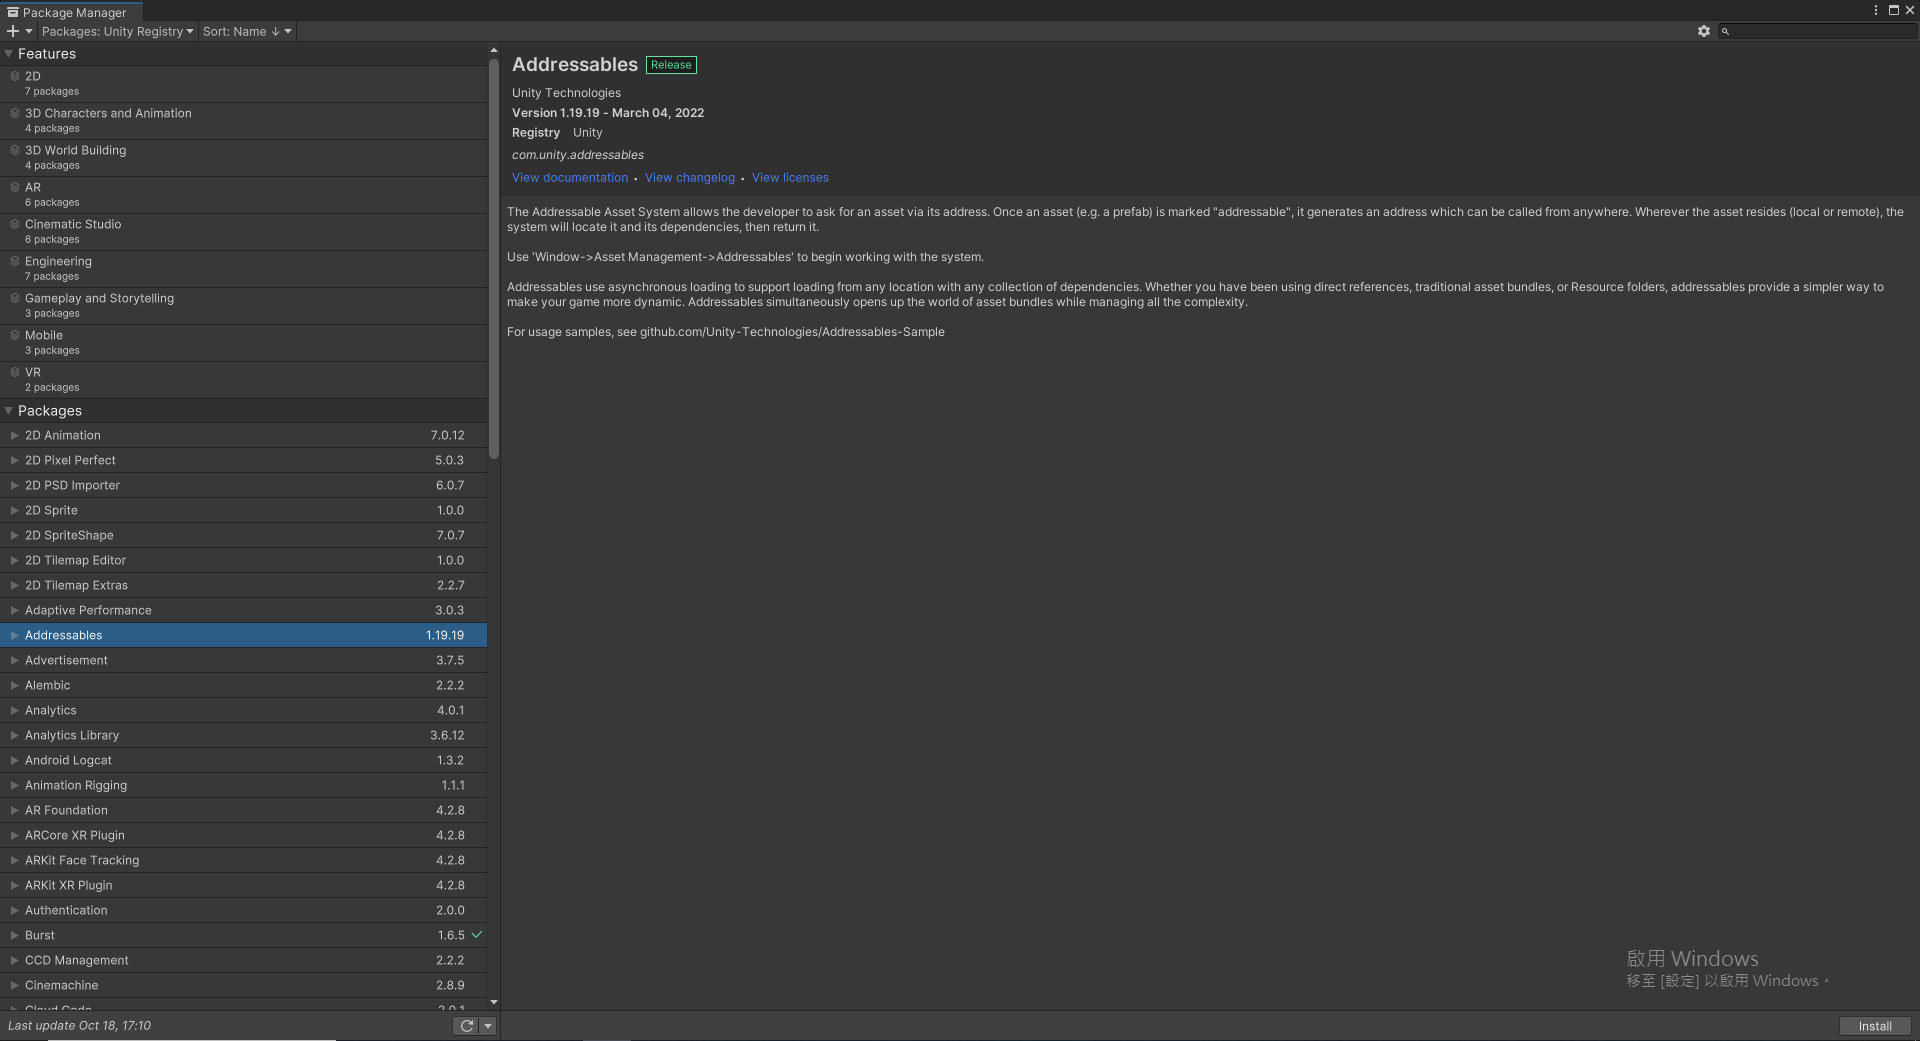 Package Manager
Packages: Unity Registry
Sort: Name ↓
Features
2D
7 packages
3D Characters and Animation
4 packages
3D World Building
4 packages
AR
6 packages
Cinematic Studio
6 packages
Engineering
7 packages
Gameplay and Storytelling
3 packages
Mobile
3 packages
VR
2 packages
Packages
2D Animation 7.0.12
2D Pixel Perfect 5.0.3
2D PSD Importer 6.0.7
2D Sprite 1.0.0
2D SpriteShape 7.0.7
2D Tilemap Editor 1.0.0
2D Tilemap Extras 2.2.7
Adaptive Performance 3.0.3
Addressables 1.19.19
Advertisement 3.7.5
Alembic 2.2.2
Analytics 4.0.1
Analytics Library 3.6.12
Android Logcat 1.3.2
Animation Rigging 1.1.1
AR Foundation 4.2.8
ARCore XR Plugin 4.2.8
ARKit Face Tracking 4.2.8
ARKit XR Plugin 4.2.8
Authentication 2.0.0
Burst 1.6.5
CCD Management 2.2.2
Cinemachine 2.8.9
Cloud Code 2.0.1
Last update Oct 18, 17:10
Addressables Release
Unity Technologies
Version 1.19.19 - March 04, 2022
Registry Unity
com.unity.addressables
View documentation • View changelog • View licenses
The Addressable Asset System allows the developer to ask for an asset via its address. Once an asset (e.g. a prefab) is marked "addressable", it generates an address which can be called from anywhere. Wherever the asset resides (local or remote), the
system will locate it and its dependencies, then return it.
Use 'Window->Asset Management->Addressables' to begin working with the system.
Addressables use asynchronous loading to support loading from any location with any collection of dependencies. Whether you have been using direct references, traditional asset bundles, or Resource folders, addressables provide a simpler way to
make your game more dynamic. Addressables simultaneously opens up the world of asset bundles while managing all the complexity.
For usage samples, see github.com/Unity-Technologies/Addressables-Sample
啟用 Windows
移至 [設定] 以啟用 Windows。
Install